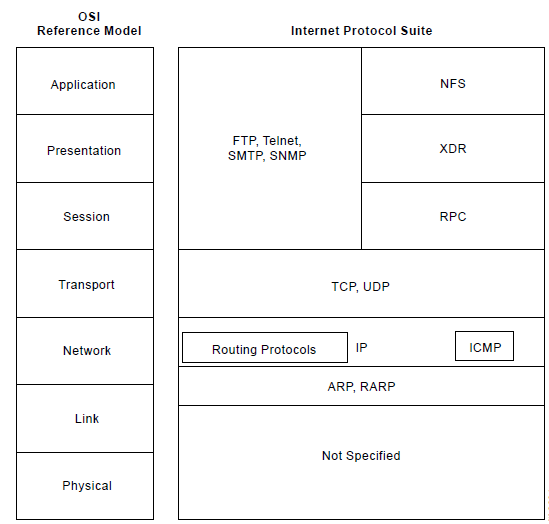 OSI
Reference Model
Internet Protocol Suite
Application
Presentation
Session
Transport
Network
Link
Physical
FTP, Telnet,
SMTP, SNMP
NFS
XDR
RPC
TCP, UDP
Routing Protocols
IP
ICMP
ARP, RARP
Not Specified